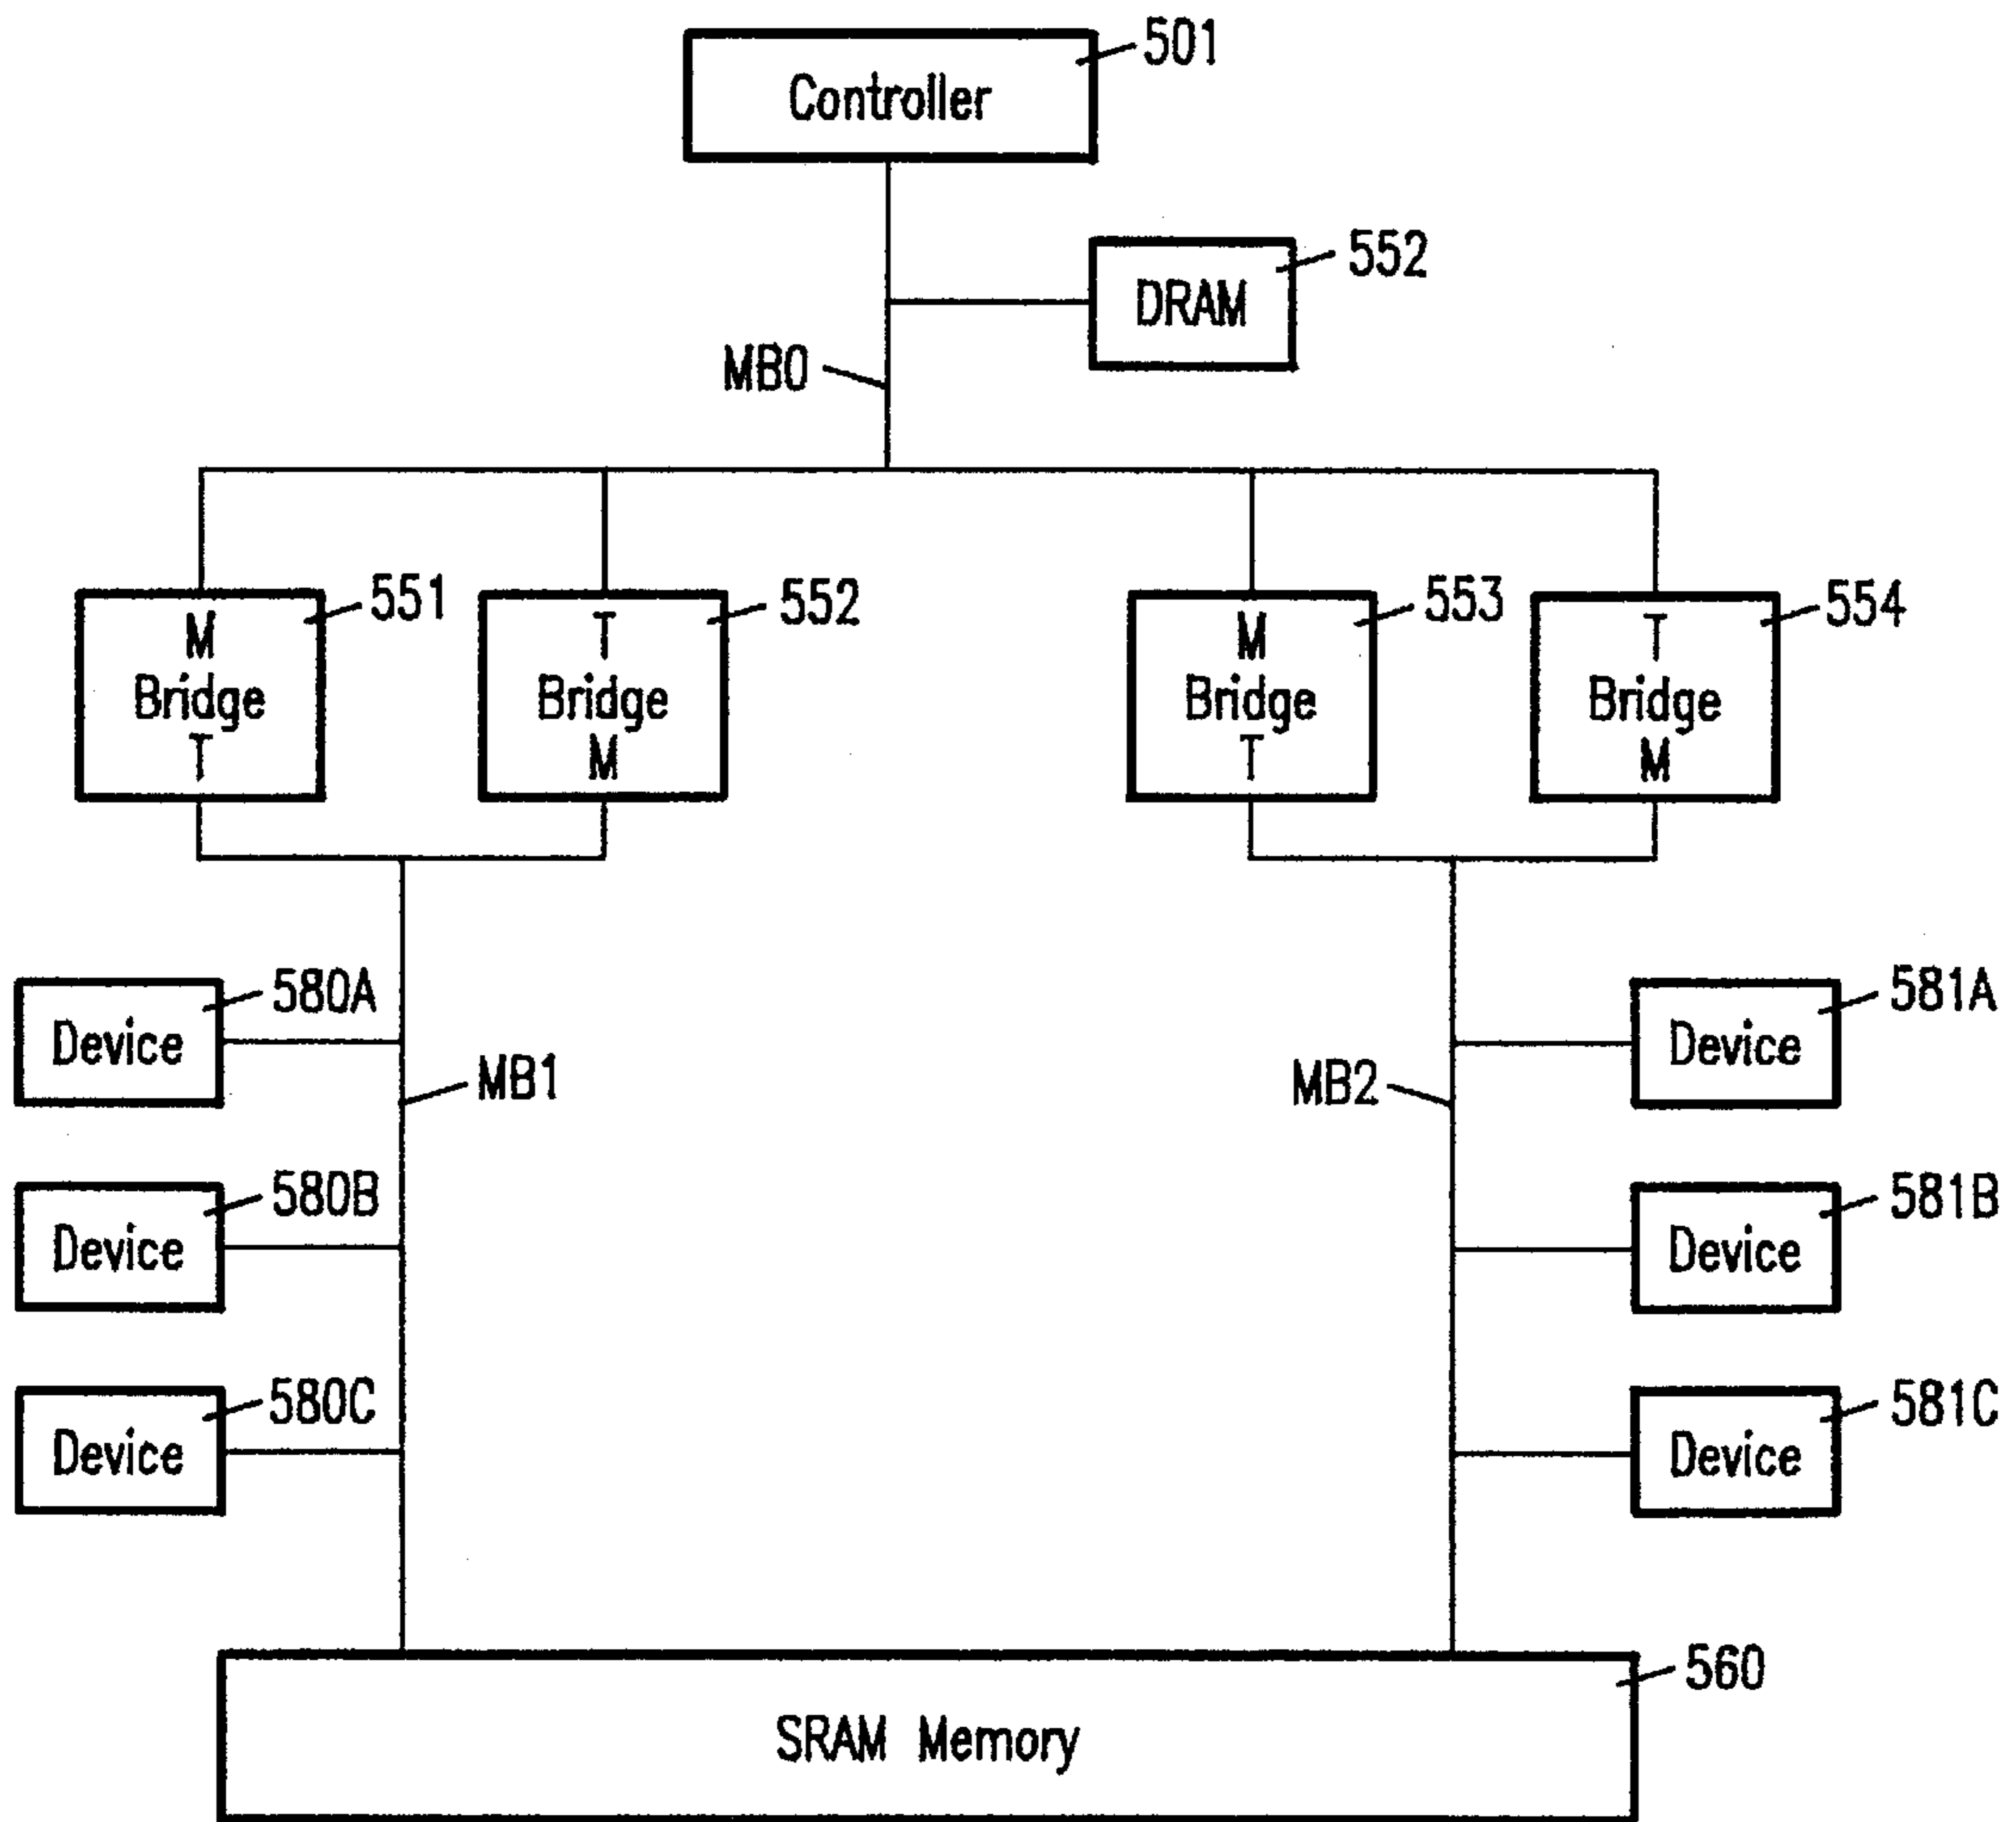 501
Controller
552
DRAM
MB0
551
M
Bridge
T
552
T
Bridge
M
553
M
Bridge
T
554
T
Bridge
M
580A
Device
MB1
580B
Device
580C
Device
581A
Device
MB2
581B
Device
581C
Device
560
SRAM Memory